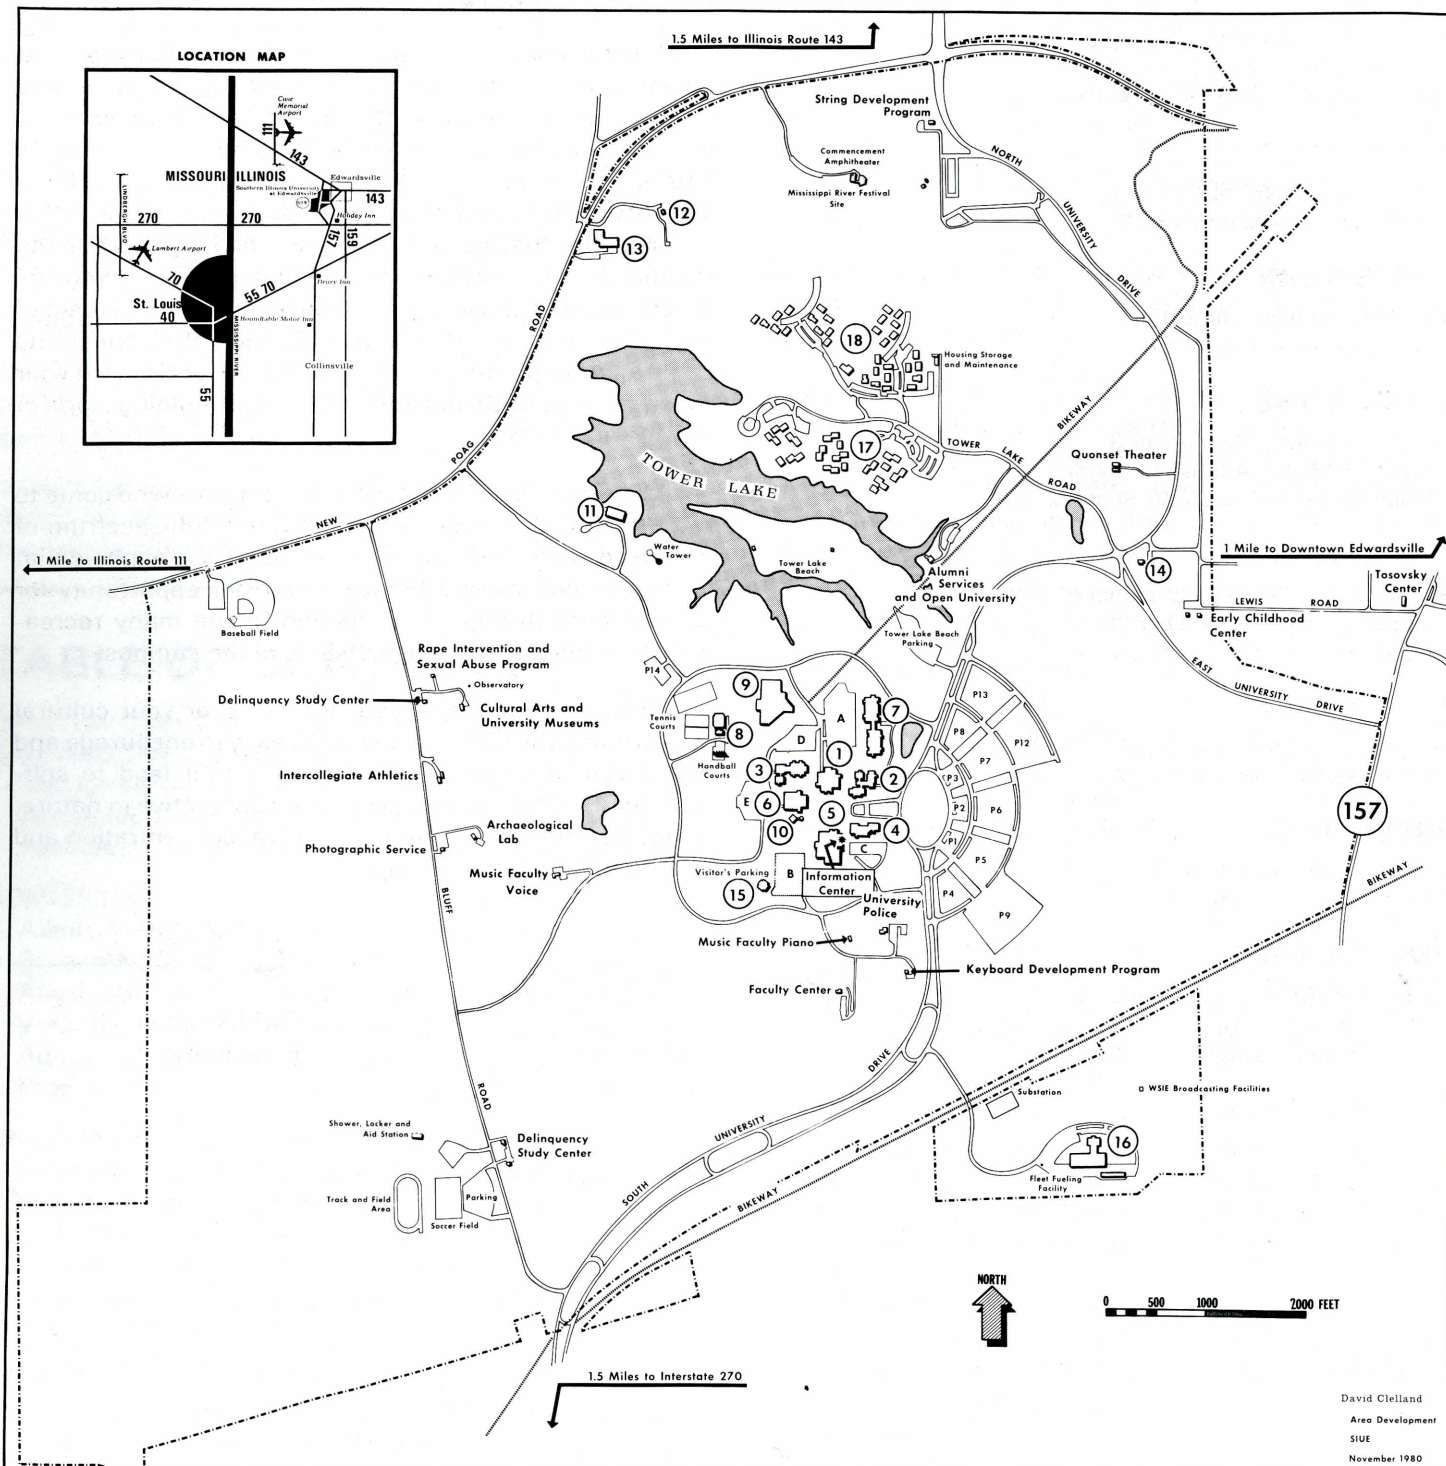 1.5 Miles to Illinois Route 143
LOCATION MAP
Civic
Memorial
Airport
111
143
MISSOURI
ILLINOIS
Edwardsville
Southern Illinois University
at Edwardsville
143
LINDBERGH BLVD
270
270
Holiday Inn
157
159
Lambert Airport
70
55 70
Drury Inn
St. Louis
40
Roundtable Motor Inn
MISSISSIPPI RIVER
Collinsville
55
String Development
Program
NORTH
UNIVERSITY
DRIVE
Commencement
Amphitheater
Mississippi River Festival
Site
12
13
ROAD
18
Housing Storage
and Maintenance
BIKEWAY
17
TOWER
LAKE
ROAD
Quonset Theater
POAG
TOWER LAKE
NEW
11
Water
Tower
Tower Lake
Beach
1 Mile to Illinois Route 111
1 Mile to Downtown Edwardsville
14
Alumni
Services
and Open University
Tosovsky
Center
LEWIS
ROAD
Early Childhood
Center
Baseball Field
Tower Lake Beach
Parking
Rape Intervention and
Sexual Abuse Program
Observatory
P14
EAST
UNIVERSITY
DRIVE
Delinquency Study Center
Cultural Arts and
University Museums
9
A
7
P13
Tennis
Courts
8
D
P8
P12
Handball
Courts
1
P7
3
2
P3
Intercollegiate Athletics
E
6
5
P2
P6
157
10
4
Archaeological
Lab
P1
C
P5
Photographic Service
Visitor's Parking
B
Information
Center
15
P4
BIKEWAY
Music Faculty
Voice
BLUFF
University
Police
P9
Music Faculty Piano
Keyboard Development Program
Faculty Center
DRIVE
Substation
WSIE Broadcasting Facilities
ROAD
UNIVERSITY
Shower, Locker and
Aid Station
Delinquency
Study Center
16
Fleet Fueling
Facility
SOUTH
BIKEWAY
Track and Field
Area
Parking
Soccer Field
NORTH
0 500 1000 2000 FEET
1.5 Miles to Interstate 270
David Clelland
Area Development
SIUE
November 1980